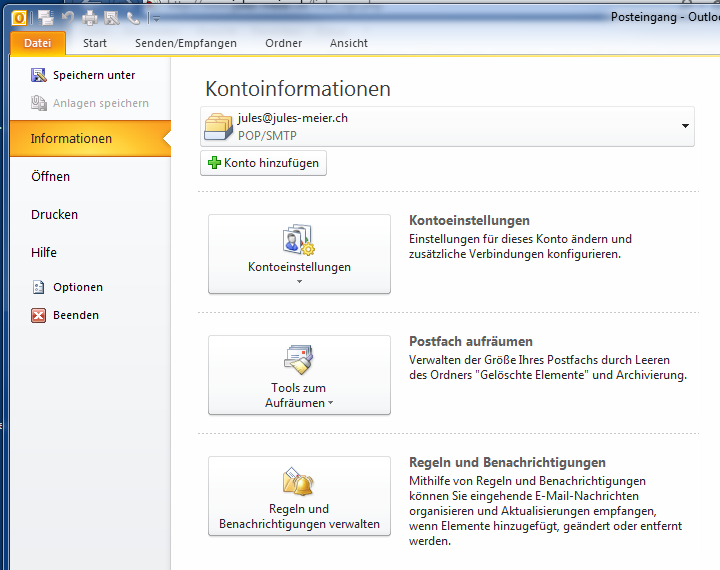 Posteingang - Outloo
Datei Start Senden/Empfangen Ordner Ansicht
Speichern unter
Anlagen speichern
Informationen
Öffnen
Drucken
Hilfe
Optionen
Beenden
Kontoinformationen
jules@jules-meier.ch
POP/SMTP
Konto hinzufügen
Kontoeinstellungen
Kontoeinstellungen
Einstellungen für dieses Konto ändern und
zusätzliche Verbindungen konfigurieren.
Tools zum
Aufräumen
Postfach aufräumen
Verwalten der Größe Ihres Postfachs durch Leeren
des Ordners "Gelöschte Elemente" und Archivierung.
Regeln und
Benachrichtigungen verwalten
Regeln und Benachrichtigungen
Mithilfe von Regeln und Benachrichtigungen
können Sie eingehende E-Mail-Nachrichten
organisieren und Aktualisierungen empfangen,
wenn Elemente hinzugefügt, geändert oder entfernt
werden.